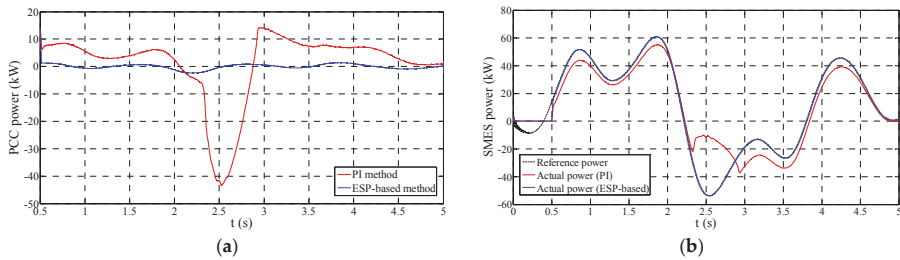 20
10
0
-10
-20
-30
-40
-50
PCC power (kW)
PI method
ESP-based method
0.5 1 1.5 2 2.5 3 3.5 4 4.5 5
t (s)
(a)
80
60
40
20
0
-20
-40
-60
SMES power (kW)
Reference power
Actual power (PI)
Actual power (ESP-based)
0 0.5 1 1.5 2 2.5 3 3.5 4 4.5 5
t (s)
(b)